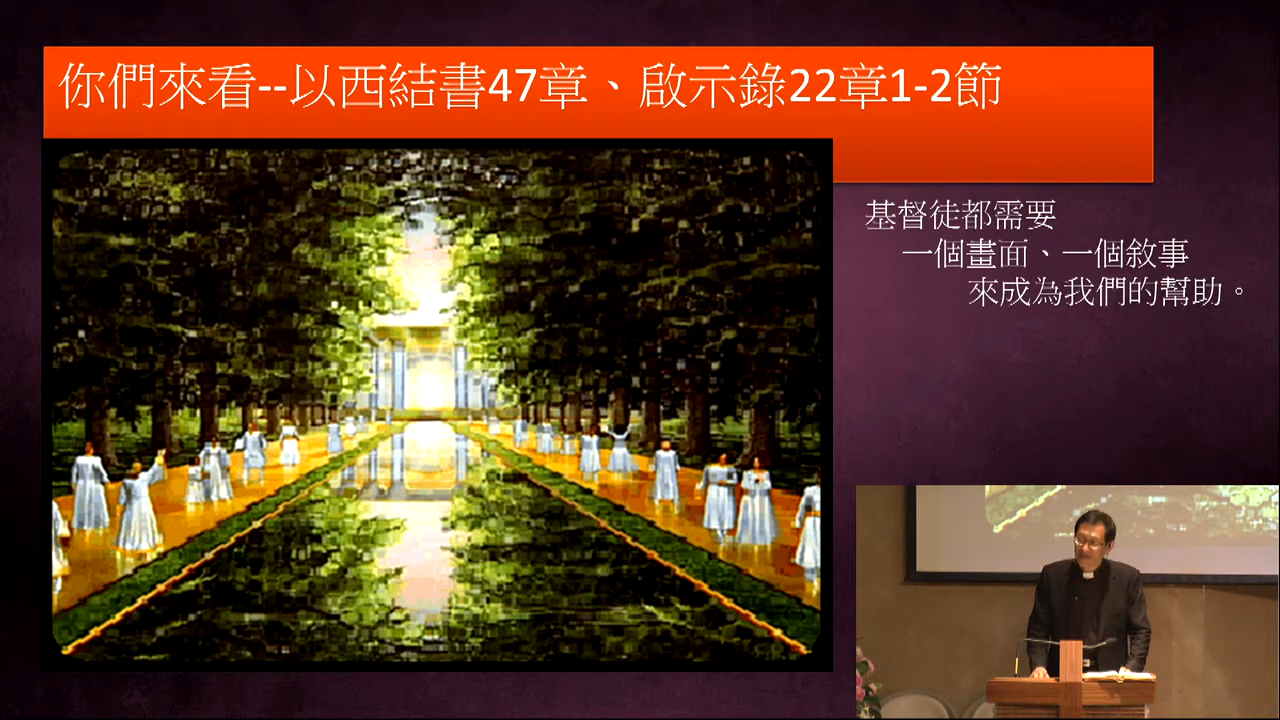 你們來看--以西結書47章、啟示錄22章1-2節
基督徒都需要
一個畫面、一個敘事
來成為我們的幫助。